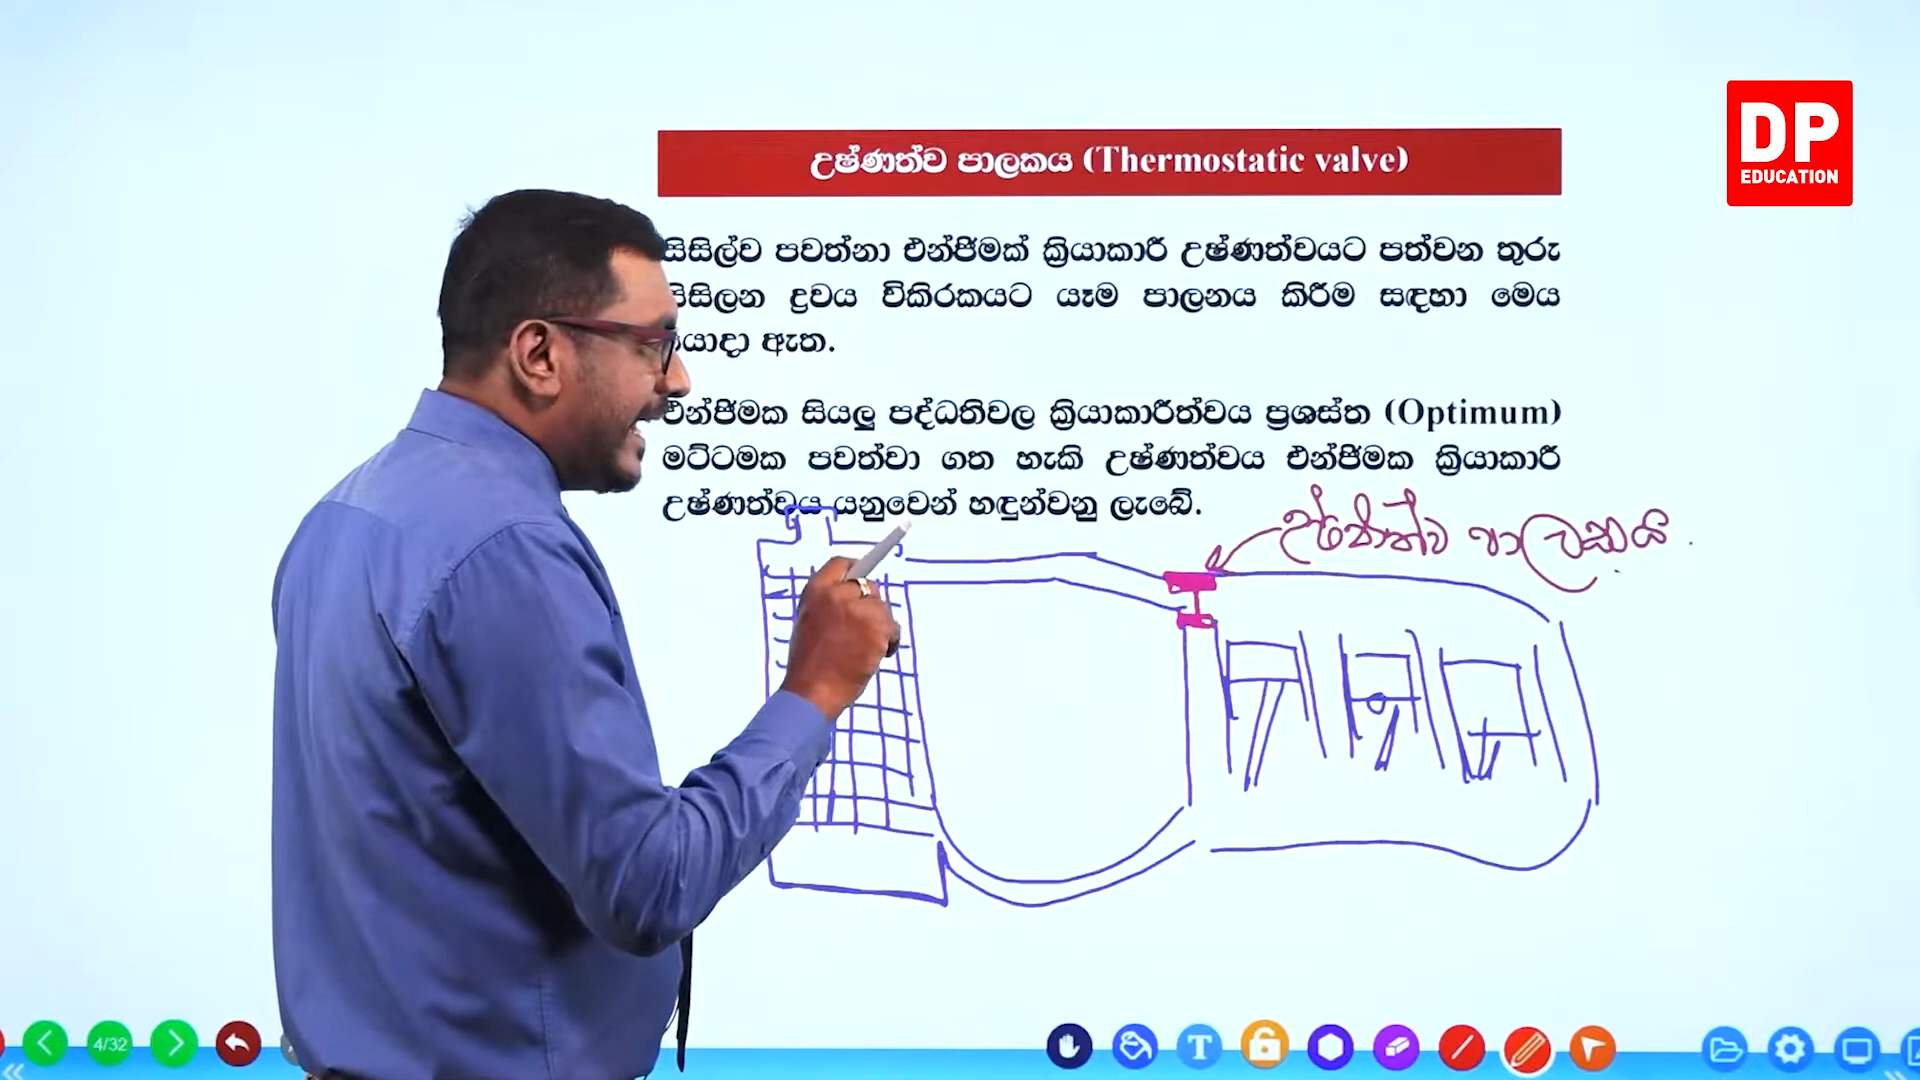 DP
EDUCATION
උෂ්ණත්ව පාලකය (Thermostatic valve)
සිසිල්ව පවත්නා එන්ජිමක් ක්‍රියාකාරී උෂ්ණත්වයට පත්වන තුරු
සිසිලන ද්‍රවය විකිරකයට යෑම පාලනය කිරීම සඳහා මෙය
යොදා ඇත.
එන්ජිමක සියලු පද්ධතිවල ක්‍රියාකාරීත්වය ප්‍රශස්ත (Optimum)
මට්ටමක පවත්වා ගත හැකි උෂ්ණත්වය එන්ජිමක ක්‍රියාකාරී
උෂ්ණත්වය යනුවෙන් හඳුන්වනු ලැබේ.
උෂ්ණත්ව පාලකය
4/32
T